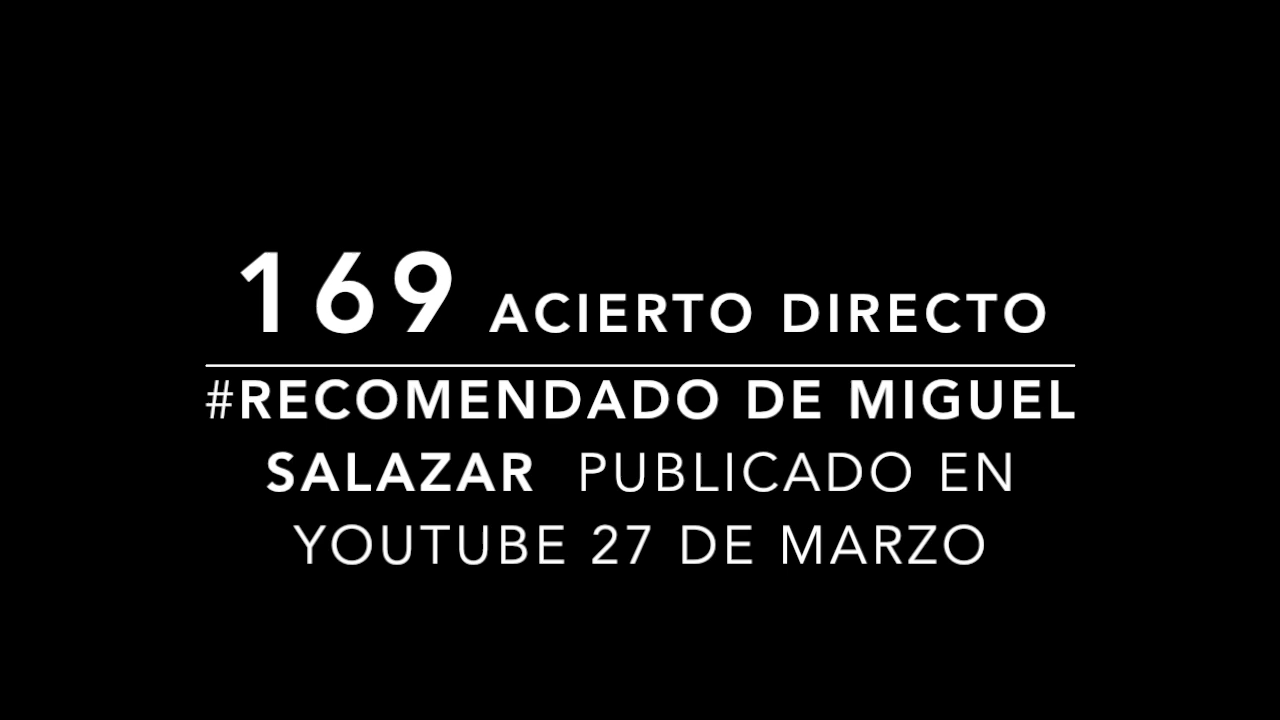 169 ACIERTO DIRECTO
#RECOMENDADO DE MIGUEL
SALAZAR PUBLICADO EN
YOUTUBE 27 DE MARZO